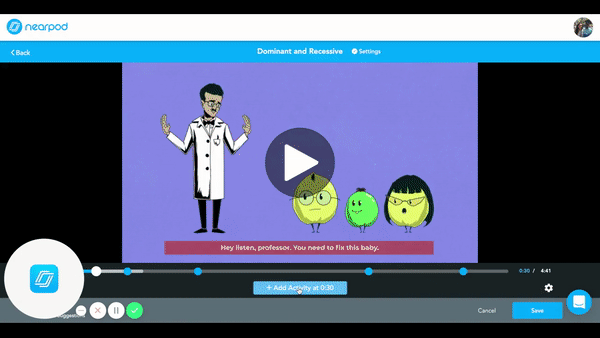 nearpod
Back
Dominant and Recessive
Settings
Hey listen, professor. You need to fix this baby.
0:30 / 4:41
+ Add Activity at 0:30
Cancel
Save